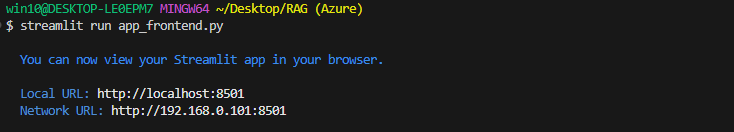 win10@DESKTOP-LE0EPM7 MINGW64 ~/Desktop/RAG (Azure)
$ streamlit run app_frontend.py
You can now view your Streamlit app in your browser.
Local URL: http://localhost:8501
Network URL: http://192.168.0.101:8501